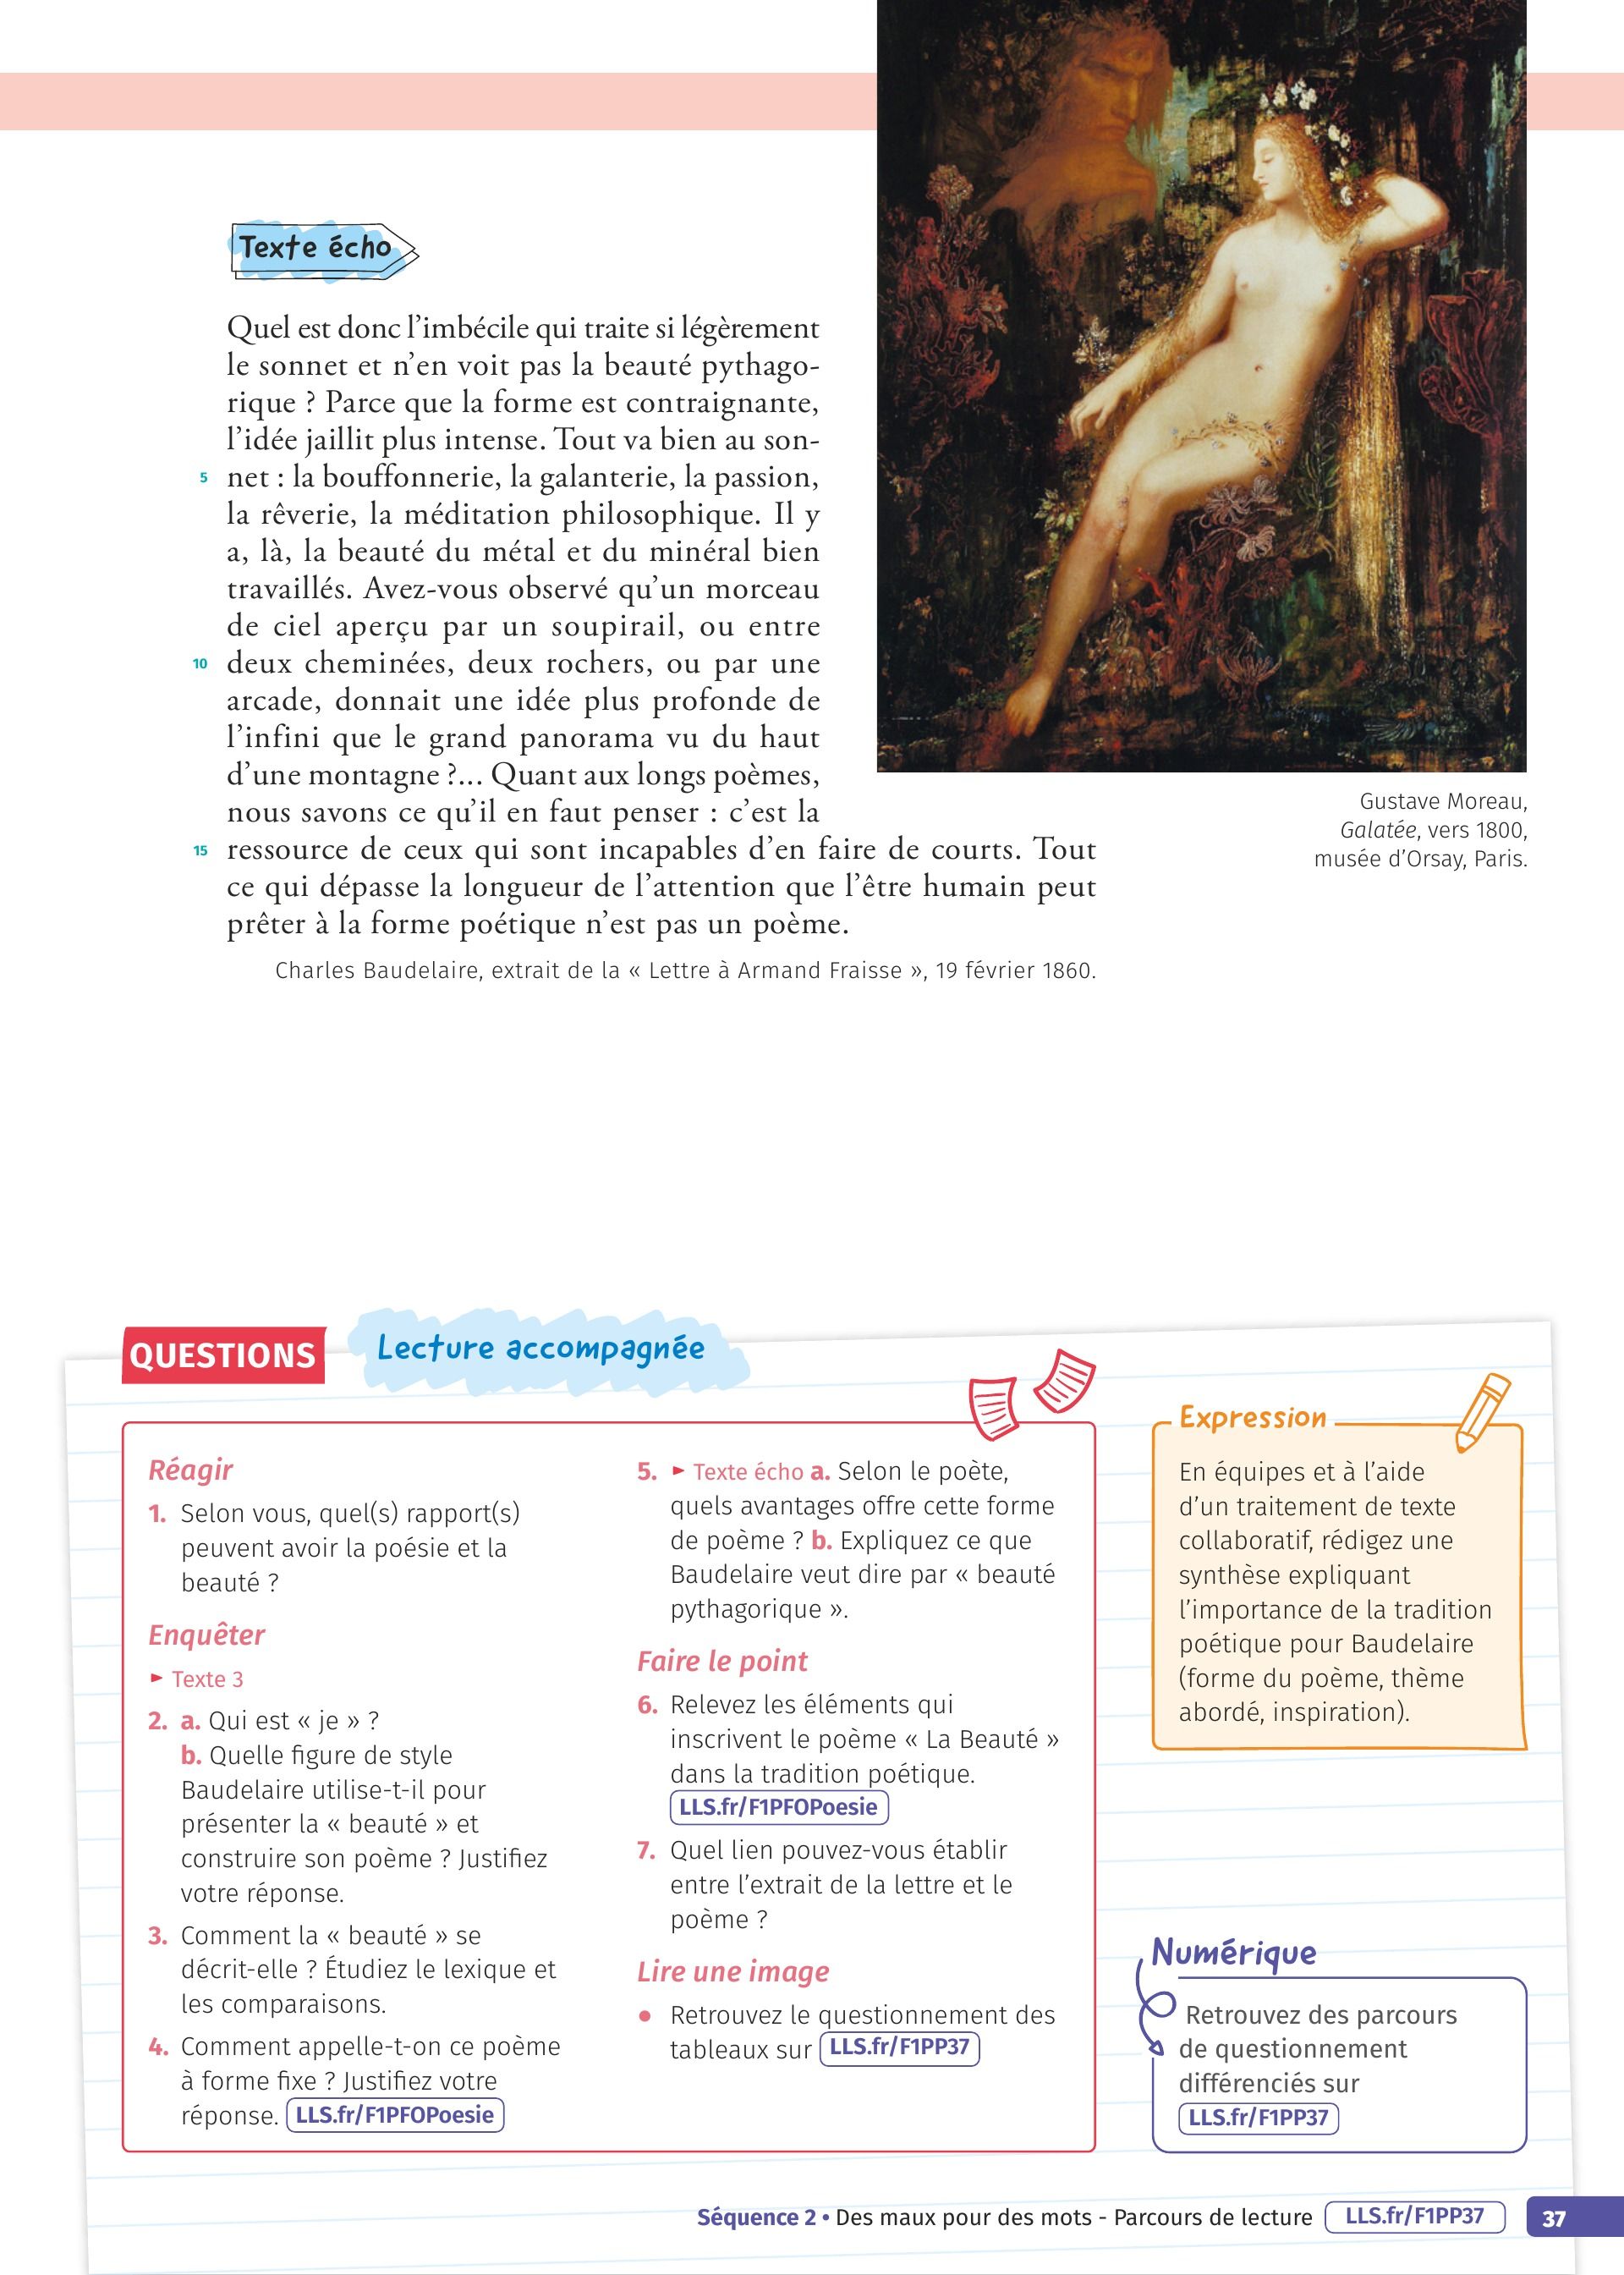 Texte écho
Quel est donc l'imbécile qui traite si légèrement
le sonnet et n'en voit pas la beauté pythago-
rique ? Parce que la forme est contraignante,
l'idée jaillit plus intense. Tout va bien au son-
5 net : la bouffonnerie, la galanterie, la passion,
la rêverie, la méditation philosophique. Il y
a, là, la beauté du métal et du minéral bien
travaillés. Avez-vous observé qu'un morceau
de ciel aperçu par un soupirail, ou entre
10 deux cheminées, deux rochers, ou par une
arcade, donnait une idée plus profonde de
l'infini que le grand panorama vu du haut
d'une montagne ?... Quant aux longs poèmes,
nous savons ce qu'il en faut penser : c'est la
15 ressource de ceux qui sont incapables d'en faire de courts. Tout
ce qui dépasse la longueur de l'attention que l'être humain peut
prêter à la forme poétique n'est pas un poème.
Charles Baudelaire, extrait de la « Lettre à Armand Fraisse », 19 février 1860.
Gustave Moreau,
Galatée, vers 1800,
musée d'Orsay, Paris.
QUESTIONS
Lecture accompagnée
Réagir
1. Selon vous, quel(s) rapport(s)
peuvent avoir la poésie et la
beauté ?
Enquêter
► Texte 3
2. a. Qui est « je » ?
b. Quelle figure de style
Baudelaire utilise-t-il pour
présenter la « beauté » et
construire son poème ? Justifiez
votre réponse.
3. Comment la « beauté » se
décrit-elle ? Étudiez le lexique et
les comparaisons.
4. Comment appelle-t-on ce poème
à forme fixe ? Justifiez votre
réponse. LLS.fr/F1PFOPoesie
5. ► Texte écho a. Selon le poète,
quels avantages offre cette forme
de poème ? b. Expliquez ce que
Baudelaire veut dire par « beauté
pythagorique ».
Faire le point
6. Relevez les éléments qui
inscrivent le poème « La Beauté »
dans la tradition poétique.
LLS.fr/F1PFOPoesie
7. Quel lien pouvez-vous établir
entre l'extrait de la lettre et le
poème ?
Lire une image
• Retrouvez le questionnement des
tableaux sur LLS.fr/F1PP37
Expression
En équipes et à l'aide
d'un traitement de texte
collaboratif, rédigez une
synthèse expliquant
l'importance de la tradition
poétique pour Baudelaire
(forme du poème, thème
abordé, inspiration).
Numérique
Retrouvez des parcours
de questionnement
différenciés sur
LLS.fr/F1PP37
Séquence 2 • Des maux pour des mots - Parcours de lecture LLS.fr/F1PP37 37